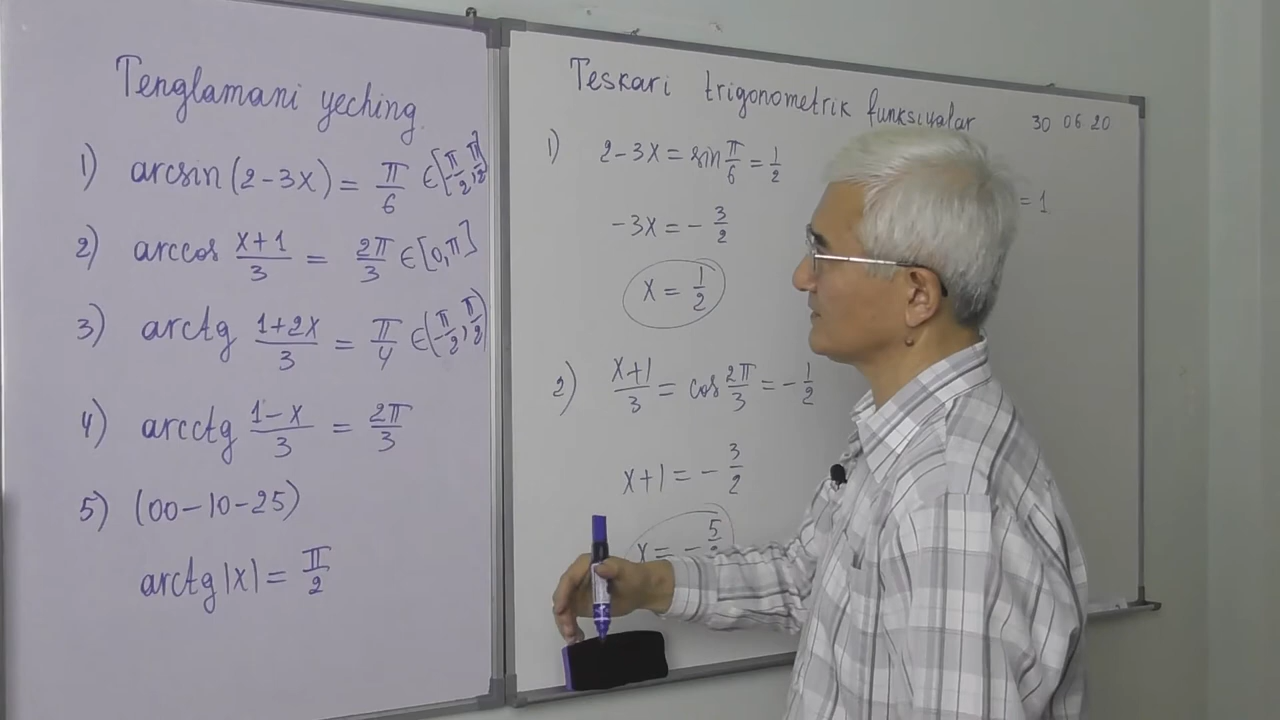 Tenglamani yeching
1) arcsin (2-3x) = π/6 ∈[-π/2, π/2]
2) arccos (x+1)/3 = 2π/3 ∈[0,π]
3) arctg (1+2x)/3 = π/4 ∈(-π/2, π/2)
4) arcctg (1-x)/3 = 2π/3
5) (00-10-25)
arctg|x| = π/2
Teskari trigonometrik funksiyalar 30 06 20
1) 2-3x = sin π/6 = 1/2
-3x = - 3/2
x = 1/2
= 1
2) (x+1)/3 = cos 2π/3 = - 1/2
x+1 = - 3/2
x = - 5